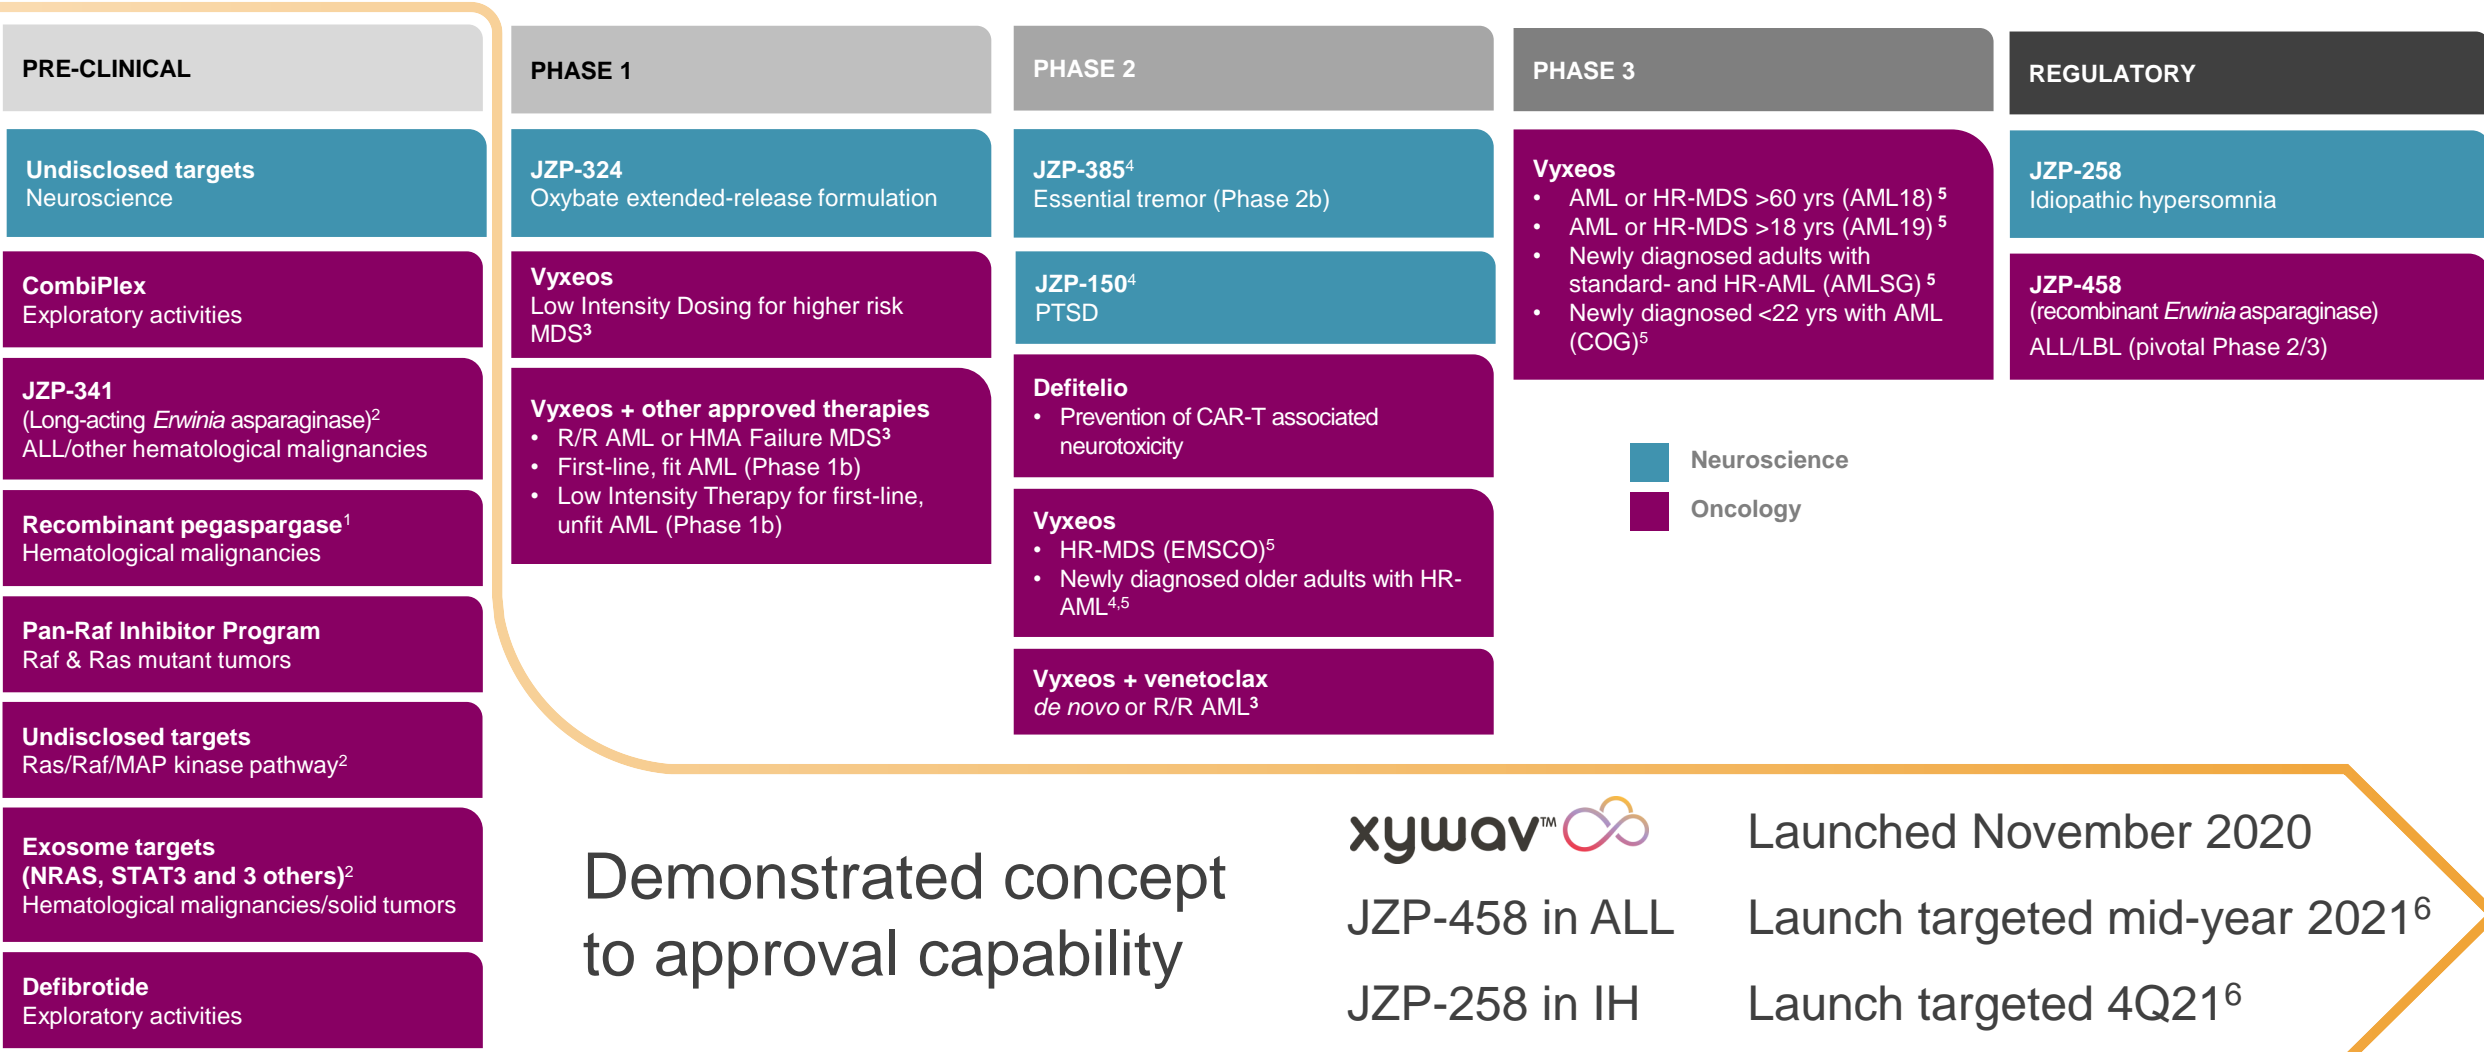 PRE-CLINICAL
Undisclosed targets
Neuroscience
CombiPlex
Exploratory activities
JZP-341
(Long-acting Erwinia asparaginase)2
ALL/other hematological malignancies
Recombinant pegaspargase1
Hematological malignancies
Pan-Raf Inhibitor Program
Raf & Ras mutant tumors
Undisclosed targets
Ras/Raf/MAP kinase pathway2
Exosome targets
(NRAS, STAT3 and 3 others)2
Hematological malignancies/solid tumors
Defibrotide
Exploratory activities
PHASE 1
JZP-324
Oxybate extended-release formulation
Vyxeos
Low Intensity Dosing for higher risk
MDS3
Vyxeos + other approved therapies
• R/R AML or HMA Failure MDS3
• First-line, fit AML (Phase 1b)
• Low Intensity Therapy for first-line,
unfit AML (Phase 1b)
PHASE 2
JZP-3854
Essential tremor (Phase 2b)
JZP-1504
PTSD
Defitelio
• Prevention of CAR-T associated
neurotoxicity
Vyxeos
• HR-MDS (EMSCO)5
• Newly diagnosed older adults with HR-
AML4,5
Vyxeos + venetoclax
de novo or R/R AML3
PHASE 3
Vyxeos
• AML or HR-MDS >60 yrs (AML18) 5
• AML or HR-MDS >18 yrs (AML19) 5
• Newly diagnosed adults with
standard- and HR-AML (AMLSG) 5
• Newly diagnosed <22 yrs with AML
(COG)5
REGULATORY
JZP-258
Idiopathic hypersomnia
JZP-458
(recombinant Erwinia asparaginase)
ALL/LBL (pivotal Phase 2/3)
Neuroscience
Oncology
Demonstrated concept
to approval capability
xywav™ Launched November 2020
JZP-458 in ALL Launch targeted mid-year 20216
JZP-258 in IH Launch targeted 4Q216